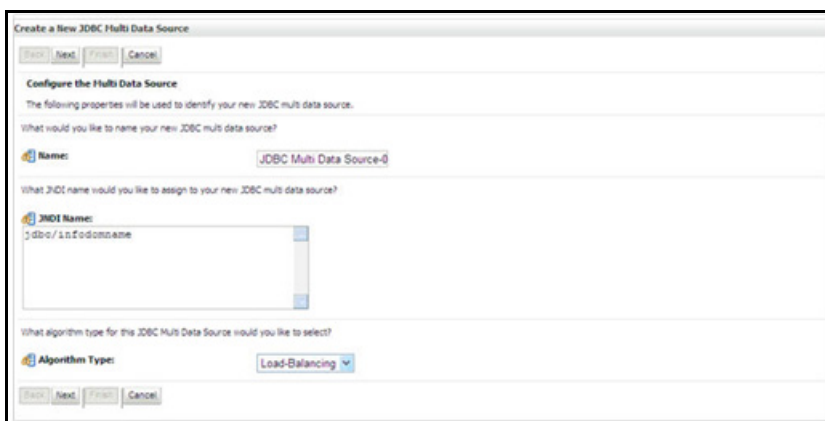 Create a New JDBC Multi Data Source
Back Next Finish Cancel
Configure the Multi Data Source
The following properties will be used to identify your new JDBC multi data source.
What would you like to name your new JDBC multi data source?
Name: JDBC Multi Data Source-0
What JNDI name would you like to assign to your new JDBC multi data source?
JNDI Name:
jdbc/infodomname
What algorithm type for this JDBC Multi Data Source would you like to select?
Algorithm Type: Load-Balancing
Back Next Finish Cancel